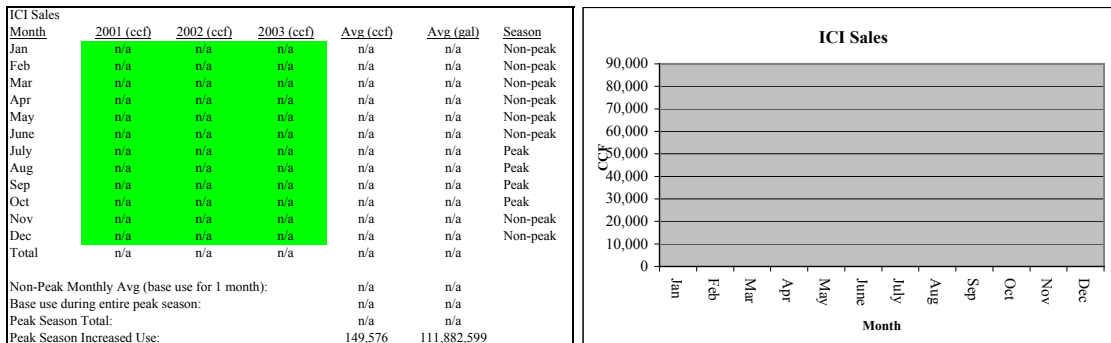 ICI Sales
Month 2001 (ccf) 2002 (ccf) 2003 (ccf) Avg (ccf) Avg (gal) Season
Jan n/a n/a n/a n/a n/a Non-peak
Feb n/a n/a n/a n/a n/a Non-peak
Mar n/a n/a n/a n/a n/a Non-peak
Apr n/a n/a n/a n/a n/a Non-peak
May n/a n/a n/a n/a n/a Non-peak
June n/a n/a n/a n/a n/a Non-peak
July n/a n/a n/a n/a n/a Peak
Aug n/a n/a n/a n/a n/a Peak
Sep n/a n/a n/a n/a n/a Peak
Oct n/a n/a n/a n/a n/a Peak
Nov n/a n/a n/a n/a n/a Non-peak
Dec n/a n/a n/a n/a n/a Non-peak
Total n/a n/a n/a n/a n/a
Non-Peak Monthly Avg (base use for 1 month): n/a n/a
Base use during entire peak season: n/a n/a
Peak Season Total: n/a n/a
Peak Season Increased Use: 149,576 111,882,599
ICI Sales
90,000
80,000
70,000
60,000
50,000
40,000
30,000
20,000
10,000
0
CCF
Jan Feb Mar Apr May June July Aug Sep Oct Nov Dec
Month